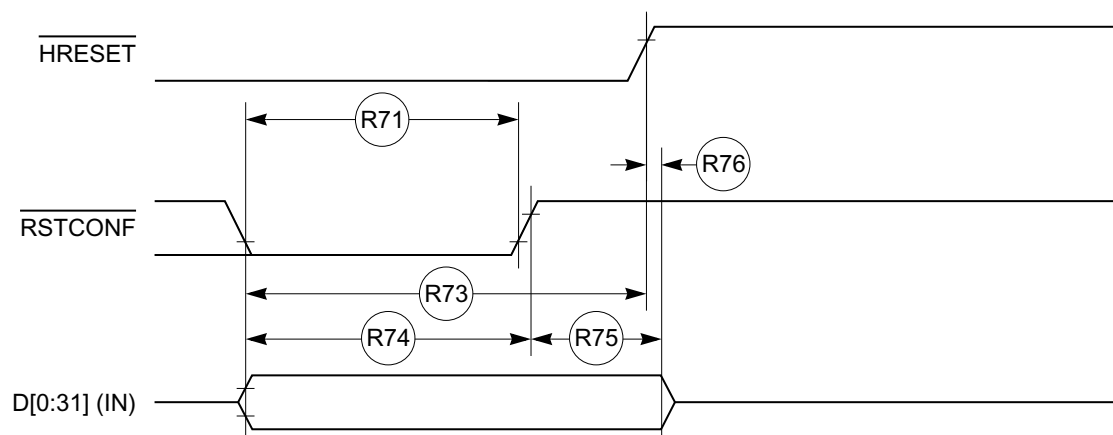 HRESET
R71
R76
RSTCONF
R73
R74
R75
D[0:31] (IN)